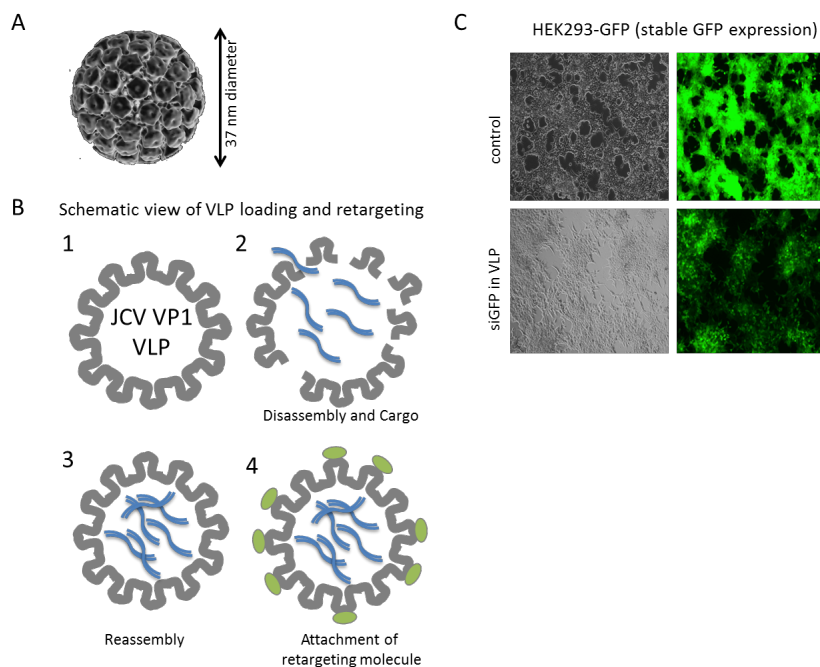 A
37 nm diameter
B
Schematic view of VLP loading and retargeting
1
JCV VP1
VLP
2
Disassembly and Cargo
3
Reassembly
4
Attachment of
retargeting molecule
C
HEK293-GFP (stable GFP expression)
control
siGFP in VLP